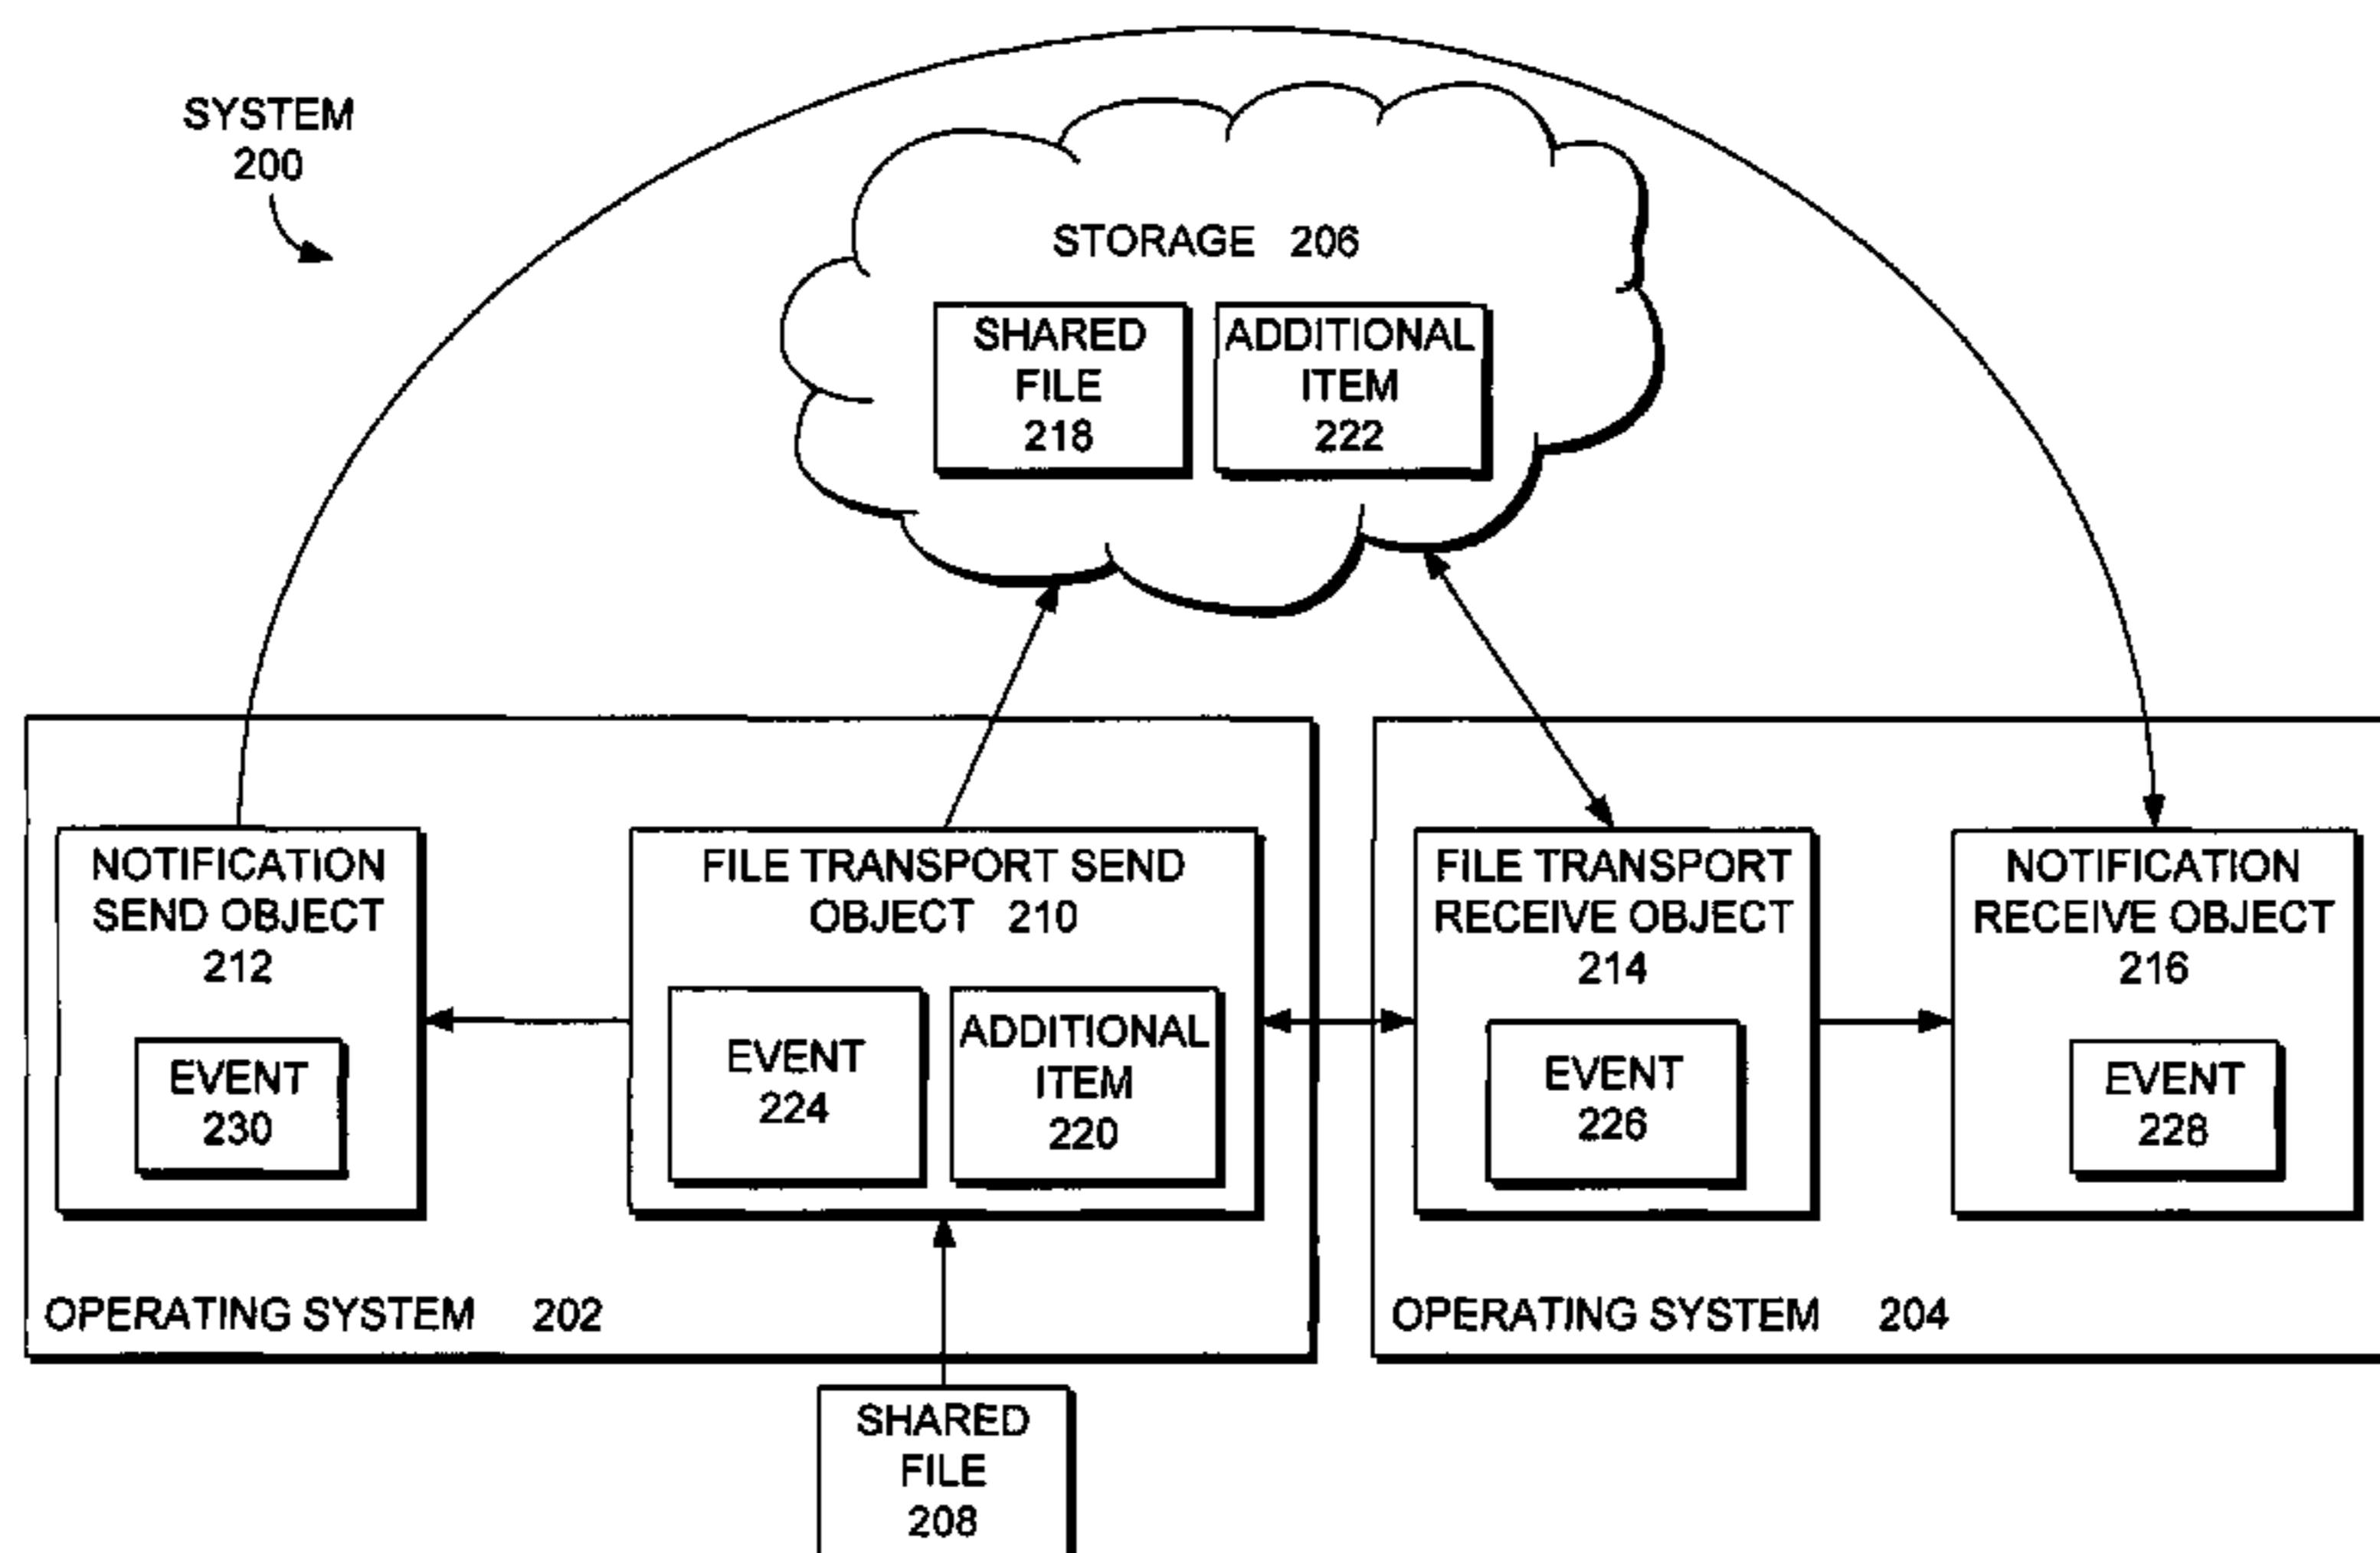 SYSTEM
200
STORAGE 206
SHARED
FILE
218
ADDITIONAL
ITEM
222
NOTIFICATION
SEND OBJECT
212
EVENT
230
FILE TRANSPORT SEND
OBJECT 210
EVENT
224
ADDITIONAL
ITEM
220
OPERATING SYSTEM 202
FILE TRANSPORT
RECEIVE OBJECT
214
EVENT
226
NOTIFICATION
RECEIVE OBJECT
216
EVENT
228
OPERATING SYSTEM 204
SHARED
FILE
208